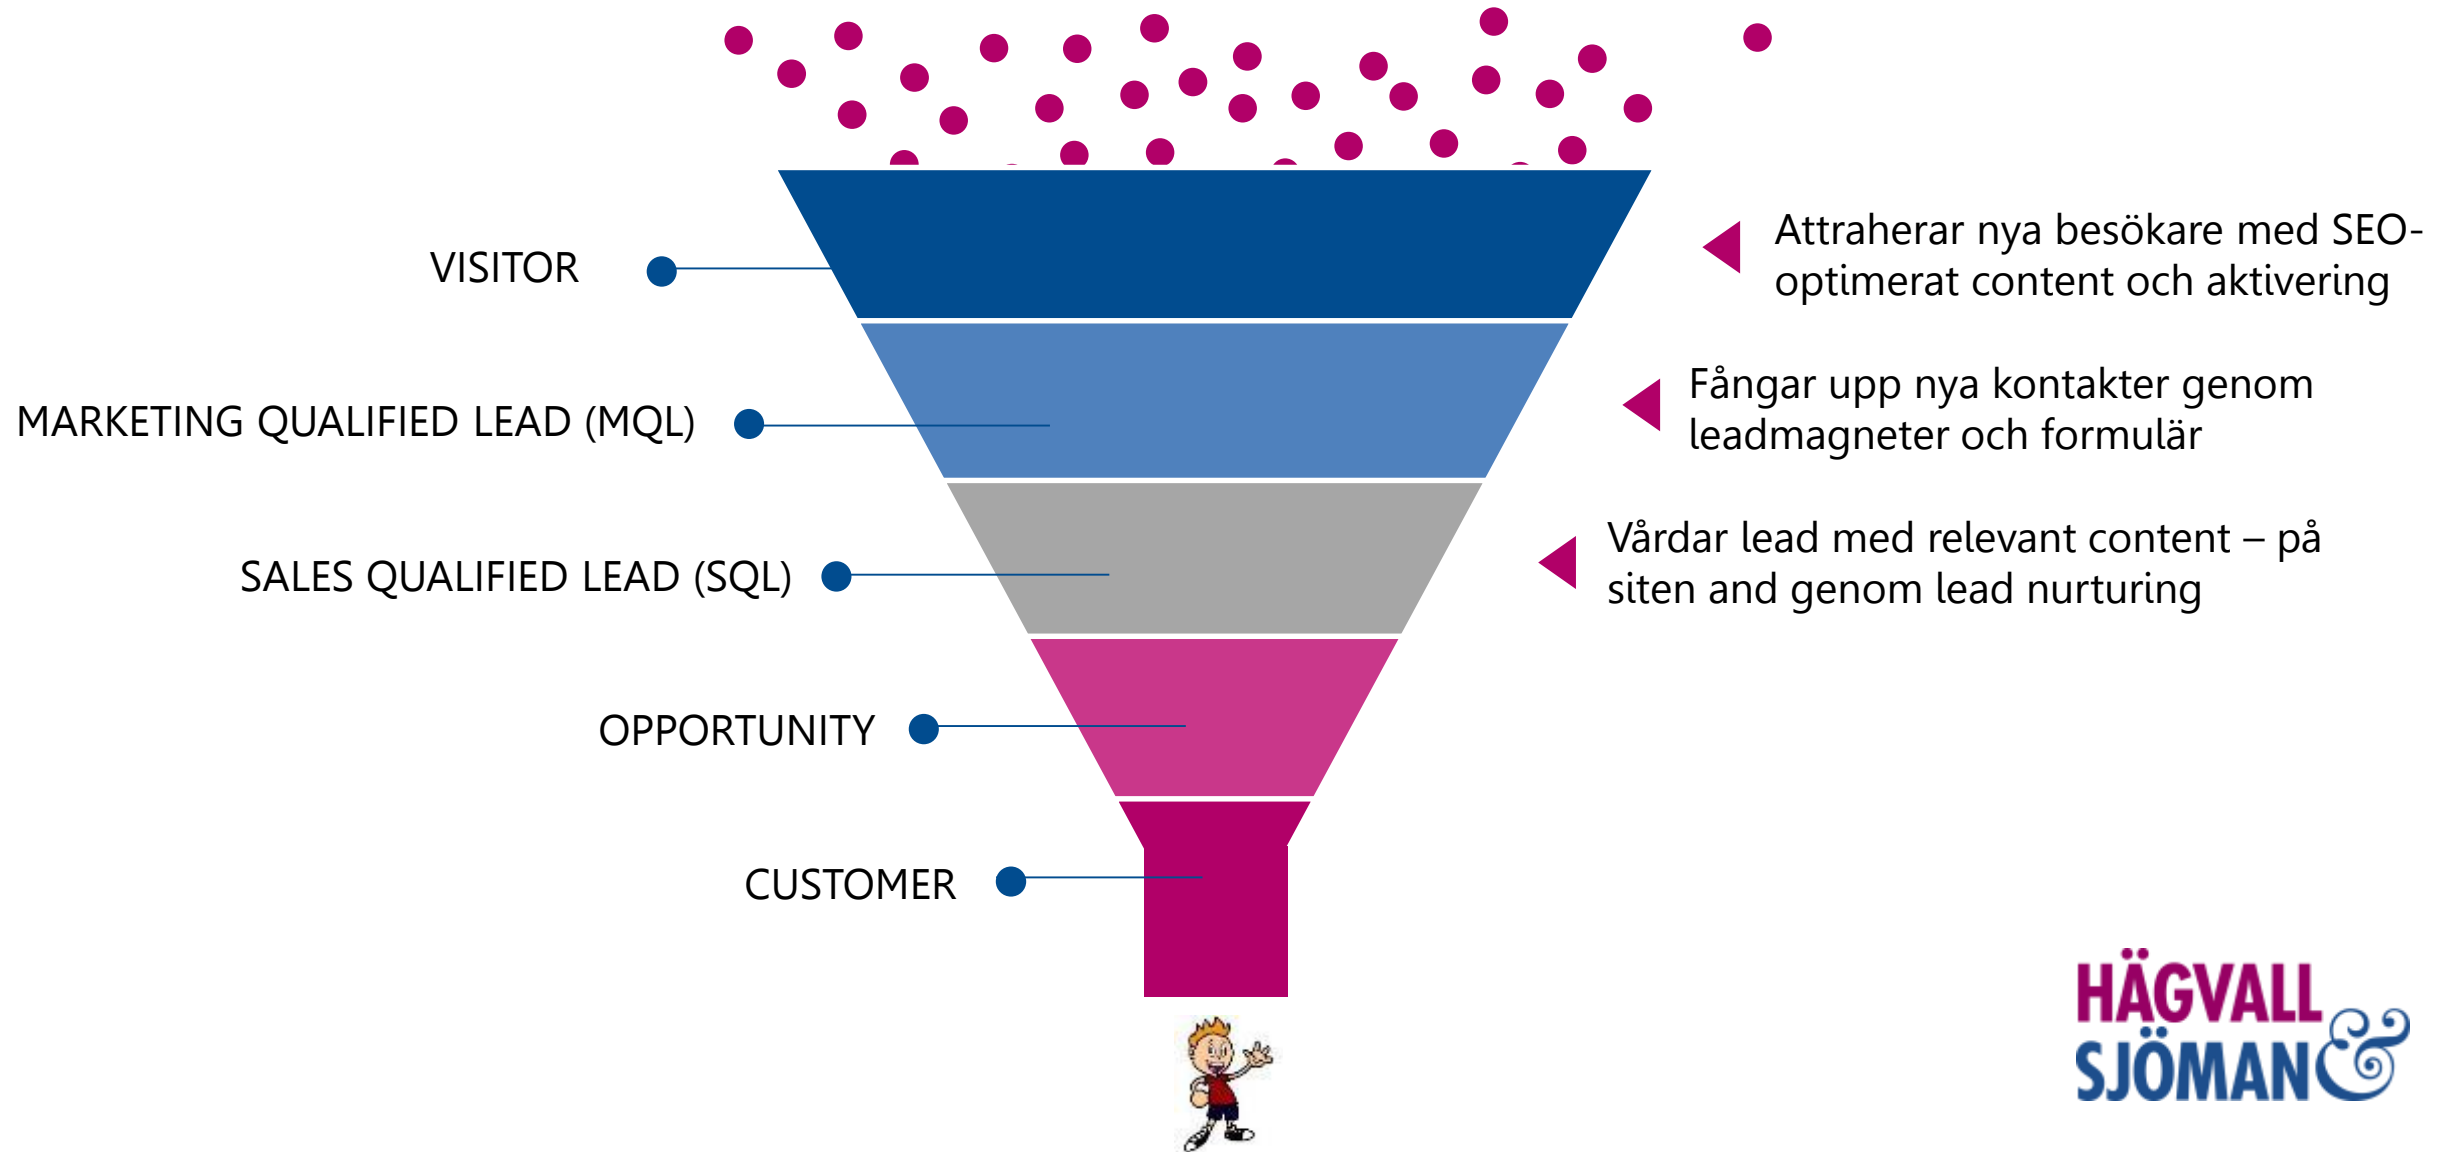 VISITOR
Attraherar nya besökare med SEO-
optimerat content och aktivering
MARKETING QUALIFIED LEAD (MQL)
Fångar upp nya kontakter genom
leadmagneter och formulär
SALES QUALIFIED LEAD (SQL)
Vårdar lead med relevant content – på
siten and genom lead nurturing
OPPORTUNITY
CUSTOMER
HÄGVALL
SJÖMAN&